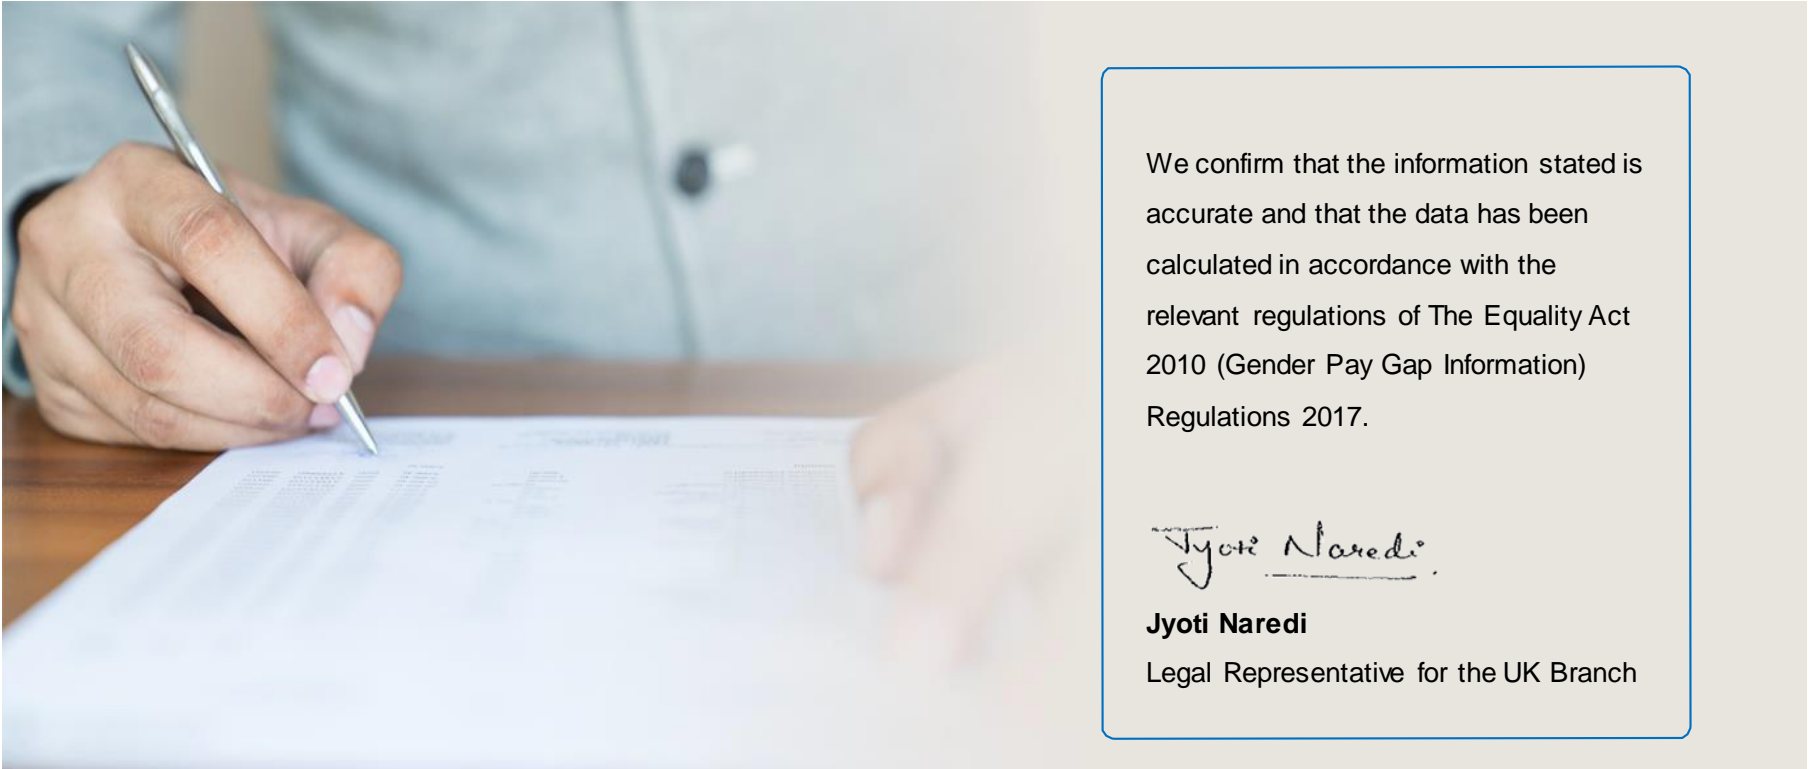 We confirm that the information stated is
accurate and that the data has been
calculated in accordance with the
relevant regulations of The Equality Act
2010 (Gender Pay Gap Information)
Regulations 2017.
Jyoti Naredi
Jyoti Naredi
Legal Representative for the UK Branch